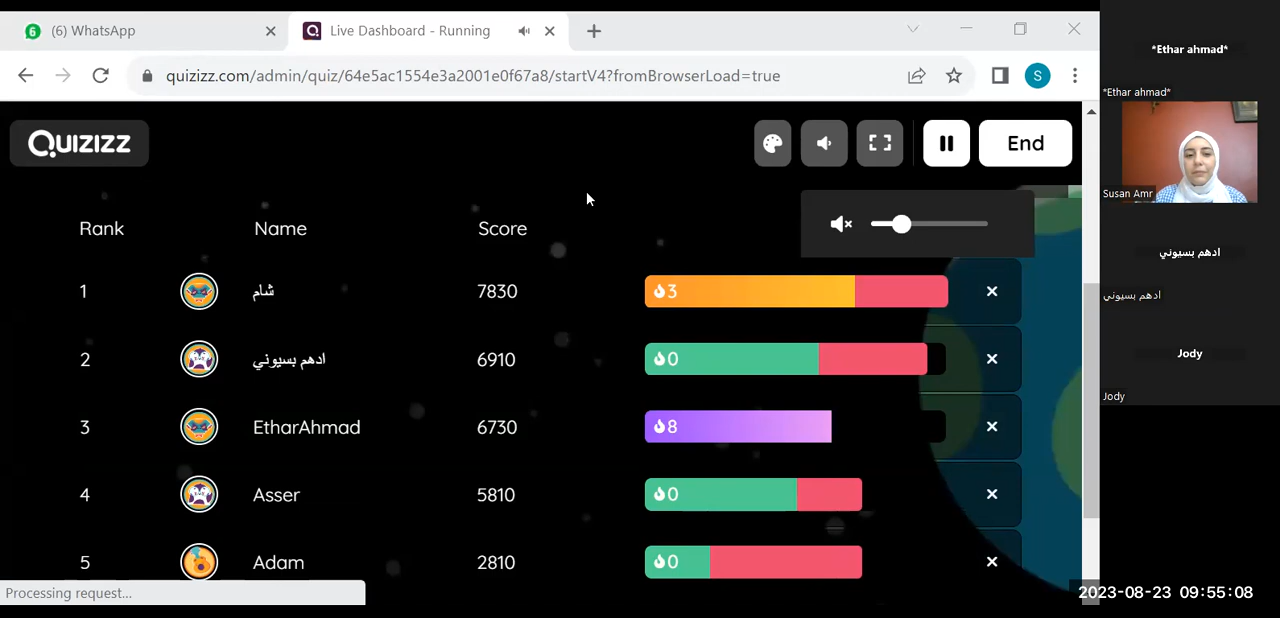 (6) WhatsApp
Live Dashboard - Running
quizizz.com/admin/quiz/64e5ac1554e3a2001e0f67a8/startV4?fromBrowserLoad=true
S
QUIZIZZ
End
Rank Name Score
1 شام 7830 3
2 ادهم بسيوني 6910 0
3 EtharAhmad 6730 8
4 Asser 5810 0
5 Adam 2810 0
Processing request...
*Ethar ahmad*
*Ethar ahmad*
Susan Amr
ادهم بسيوني
ادهم بسيوني
Jody
Jody
2023-08-23 09:55:08